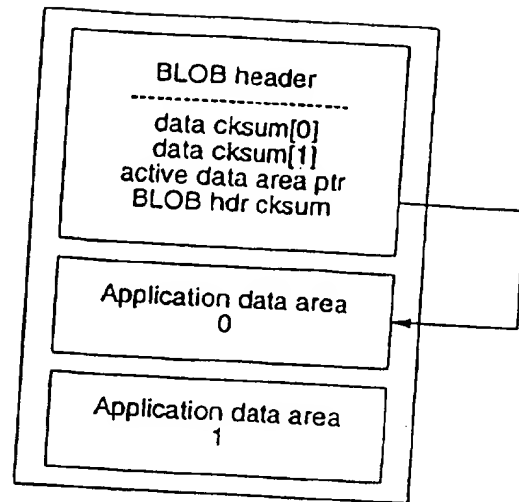 BLOB header
data cksum[0]
data cksum[1]
active data area ptr
BLOB hdr cksum
Application data area
0
Application data area
1